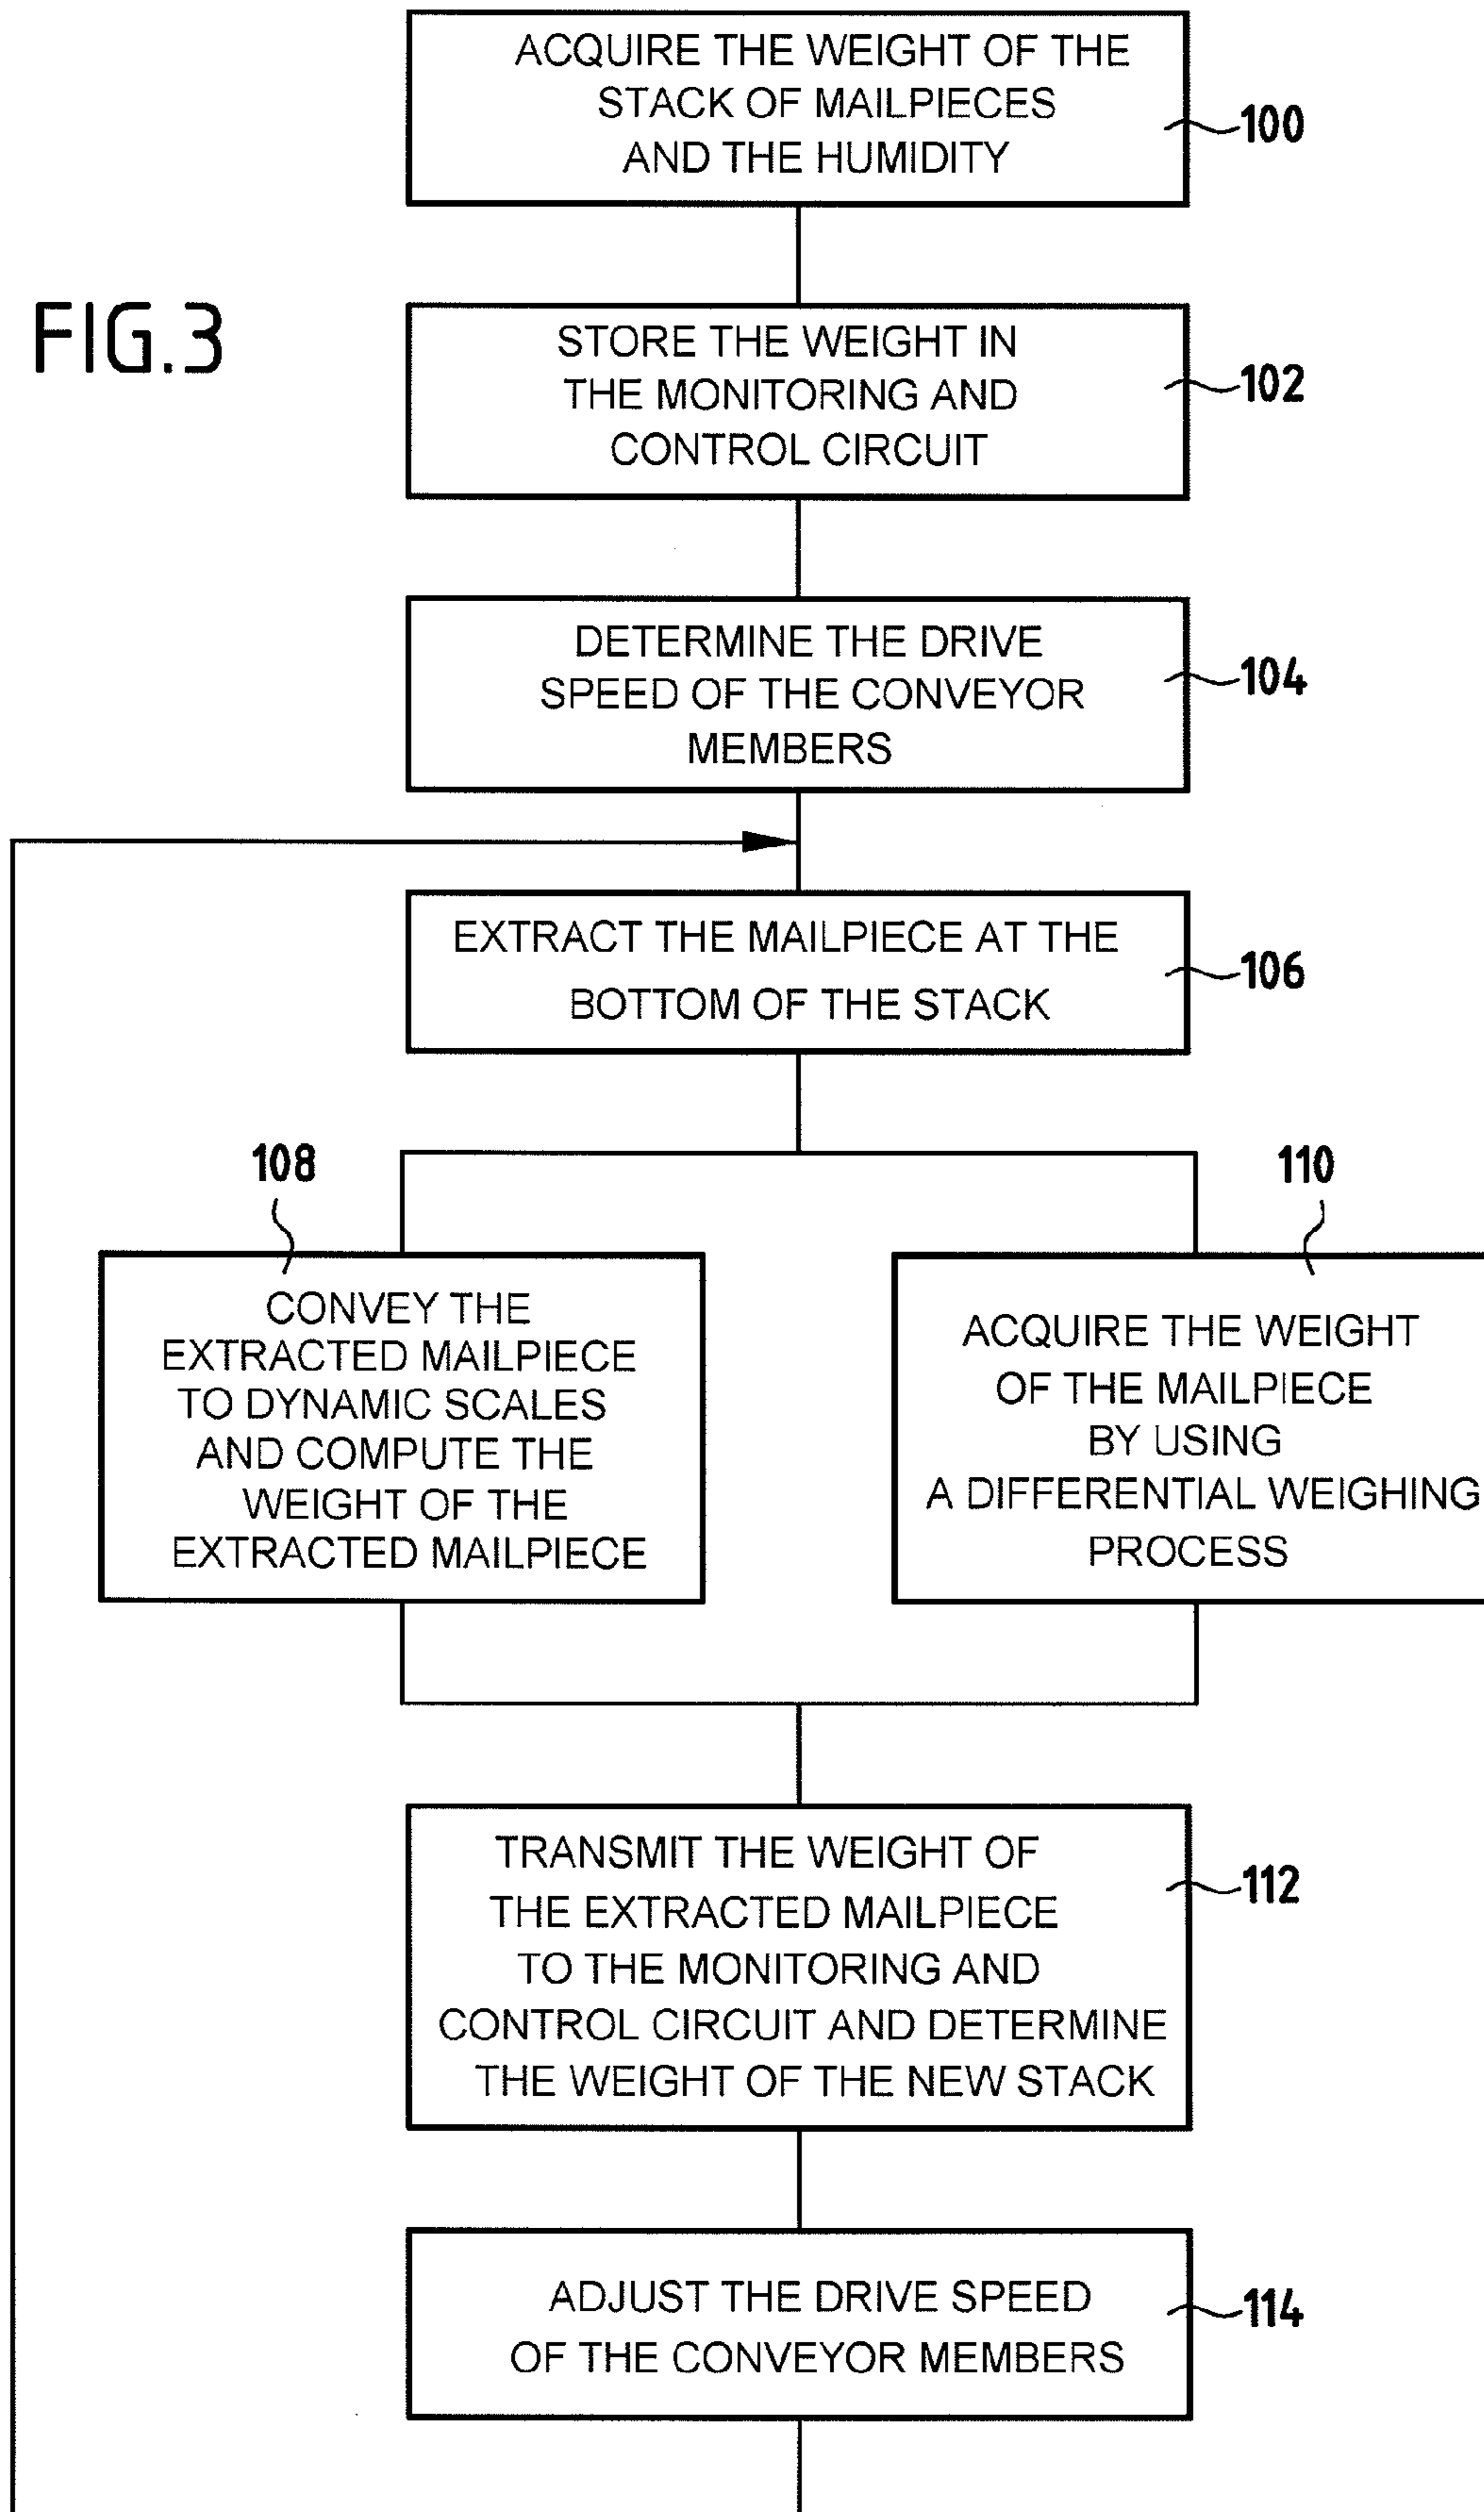 ACQUIRE THE WEIGHT OF THE
STACK OF MAILPIECES
AND THE HUMIDITY
100
FIG.3
STORE THE WEIGHT IN
THE MONITORING AND
CONTROL CIRCUIT
102
DETERMINE THE DRIVE
SPEED OF THE CONVEYOR
MEMBERS
104
EXTRACT THE MAILPIECE AT THE
BOTTOM OF THE STACK
106
108
CONVEY THE
EXTRACTED MAILPIECE
TO DYNAMIC SCALES
AND COMPUTE THE
WEIGHT OF THE
EXTRACTED MAILPIECE
110
ACQUIRE THE WEIGHT
OF THE MAILPIECE
BY USING
A DIFFERENTIAL WEIGHING
PROCESS
TRANSMIT THE WEIGHT OF
THE EXTRACTED MAILPIECE
TO THE MONITORING AND
CONTROL CIRCUIT AND DETERMINE
THE WEIGHT OF THE NEW STACK
112
ADJUST THE DRIVE SPEED
OF THE CONVEYOR MEMBERS
114